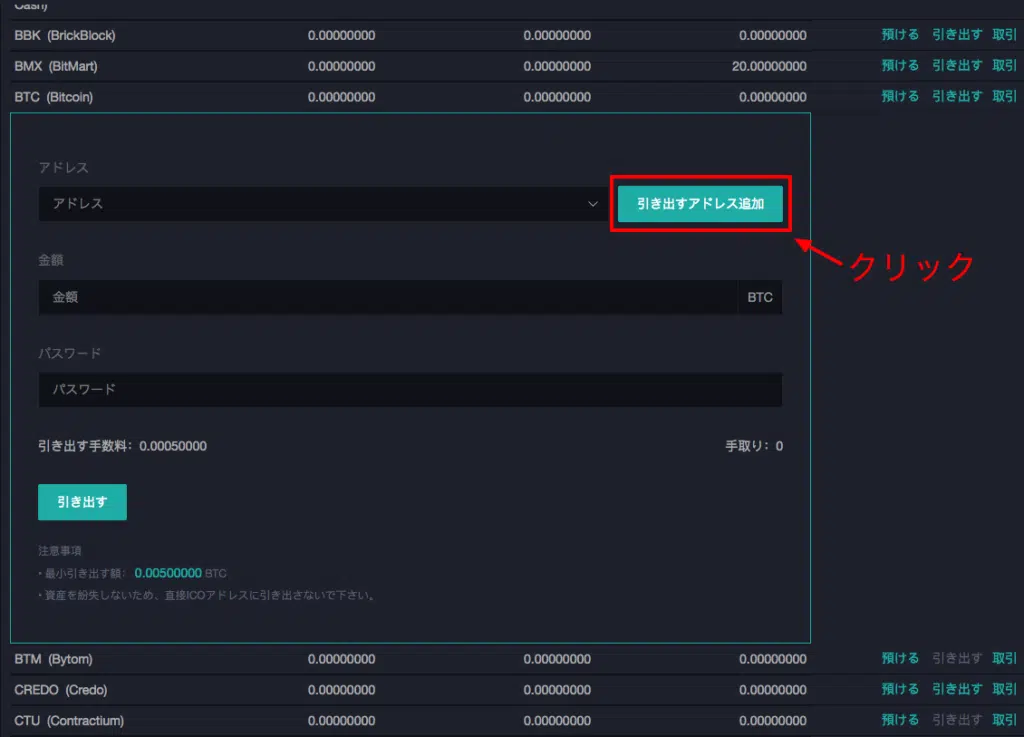 Cash)
BBK (BrickBlock) 0.00000000 0.00000000 0.00000000 預ける 引き出す 取引
BMX (BitMart) 0.00000000 0.00000000 20.00000000 預ける 引き出す 取引
BTC (Bitcoin) 0.00000000 0.00000000 0.00000000 預ける 引き出す 取引
アドレス
アドレス 引き出すアドレス追加
クリック
金額
金額 BTC
パスワード
パスワード
引き出す手数料: 0.00050000 手取り: 0
引き出す
注意事項
・最小引き出す額: 0.00500000 BTC
・資産を紛失しないため、直接ICOアドレスに引き出さないで下さい。
BTM (Bytom) 0.00000000 0.00000000 0.00000000 預ける 引き出す 取引
CREDO (Credo) 0.00000000 0.00000000 0.00000000 預ける 引き出す 取引
CTU (Contractium) 0.00000000 0.00000000 0.00000000 預ける 引き出す 取引